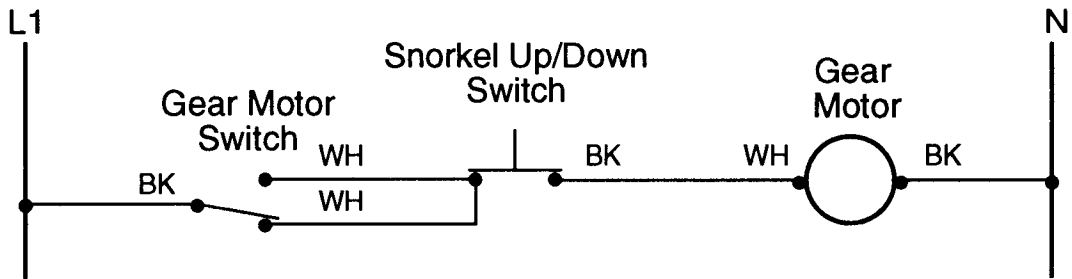 L1
N
Snorkel Up/Down
Switch
Gear
Motor
Gear Motor
Switch
WH
BK
WH
BK
BK
WH
WH